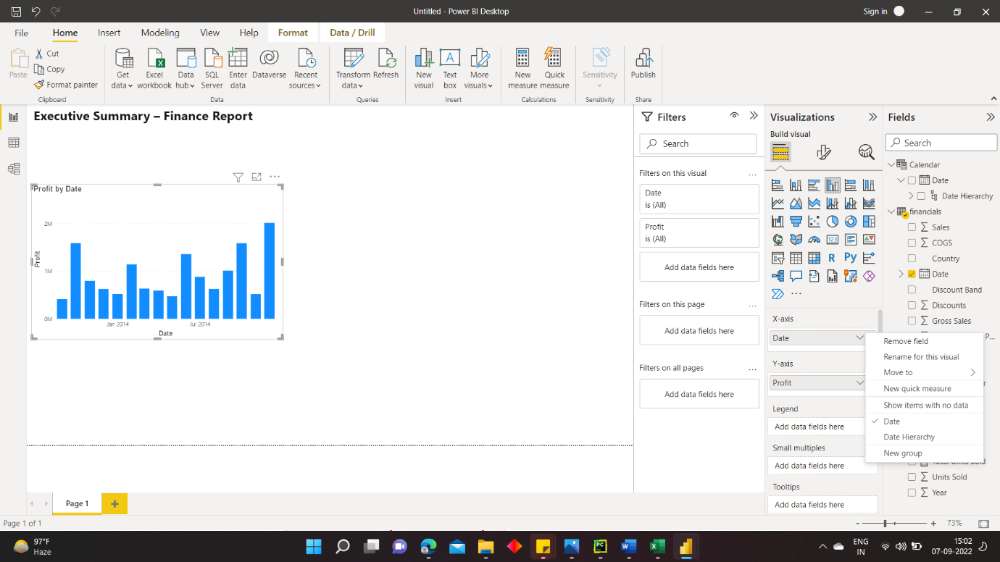 Untitled - Power BI Desktop
Sign in
File
Home
Insert
Modeling
View
Help
Format
Data / Drill
Paste
Cut
Copy
Format painter
Clipboard
Get data
Excel workbook
Data hub
SQL Server
Enter data
Dataverse
Recent sources
Data
Transform data
Refresh
Queries
New visual
Text box
More visuals
Insert
New measure
Quick measure
Calculations
Sensitivity
Sensitivity
Publish
Share
Executive Summary – Finance Report
Profit by Date
2M
1M
0M
Profit
Jan 2014
Jul 2014
Date
Filters
Search
Filters on this visual
...
Date
is (All)
Profit
is (All)
Add data fields here
Filters on this page
...
Add data fields here
Filters on all pages
...
Add data fields here
Visualizations
Build visual
123
R
Py
...
X-axis
Date
Y-axis
Profit
Legend
Add data fields here
Small multiples
Add data fields here
Tooltips
Add data fields here
Remove field
Rename for this visual
Move to
New quick measure
Show items with no data
Date
Date Hierarchy
New group
Fields
Search
Calendar
Date
Date Hierarchy
financials
Sales
COGS
Country
Date
Discount Band
Discounts
Gross Sales
P...
Total Units Sold
Units Sold
Year
Page 1
Page 1 of 1
- + 73%
97°F
Haze
ENG
IN
15:02
07-09-2022